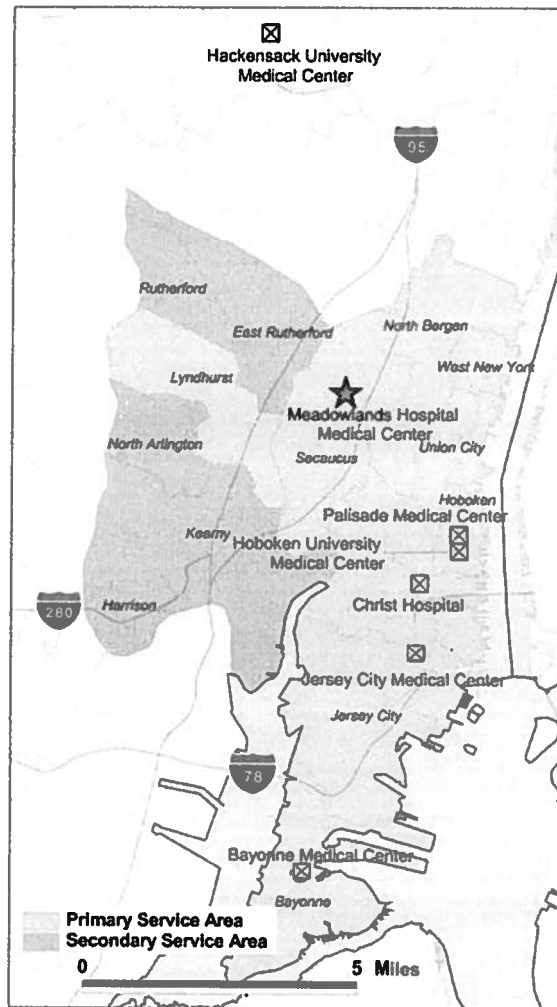 Hackensack University
Medical Center
95
Rutherford
East Rutherford
North Bergen
West New York
Lyndhurst
Meadowlands Hospital
Medical Center
North Arlington
Secaucus
Union City
Hoboken
Palisade Medical Center
Kearny
Hoboken University
Medical Center
Christ Hospital
Harrison
280
Jersey City Medical Center
Jersey City
78
Bayonne Medical Center
Bayonne
Primary Service Area
Secondary Service Area
0 5 Miles